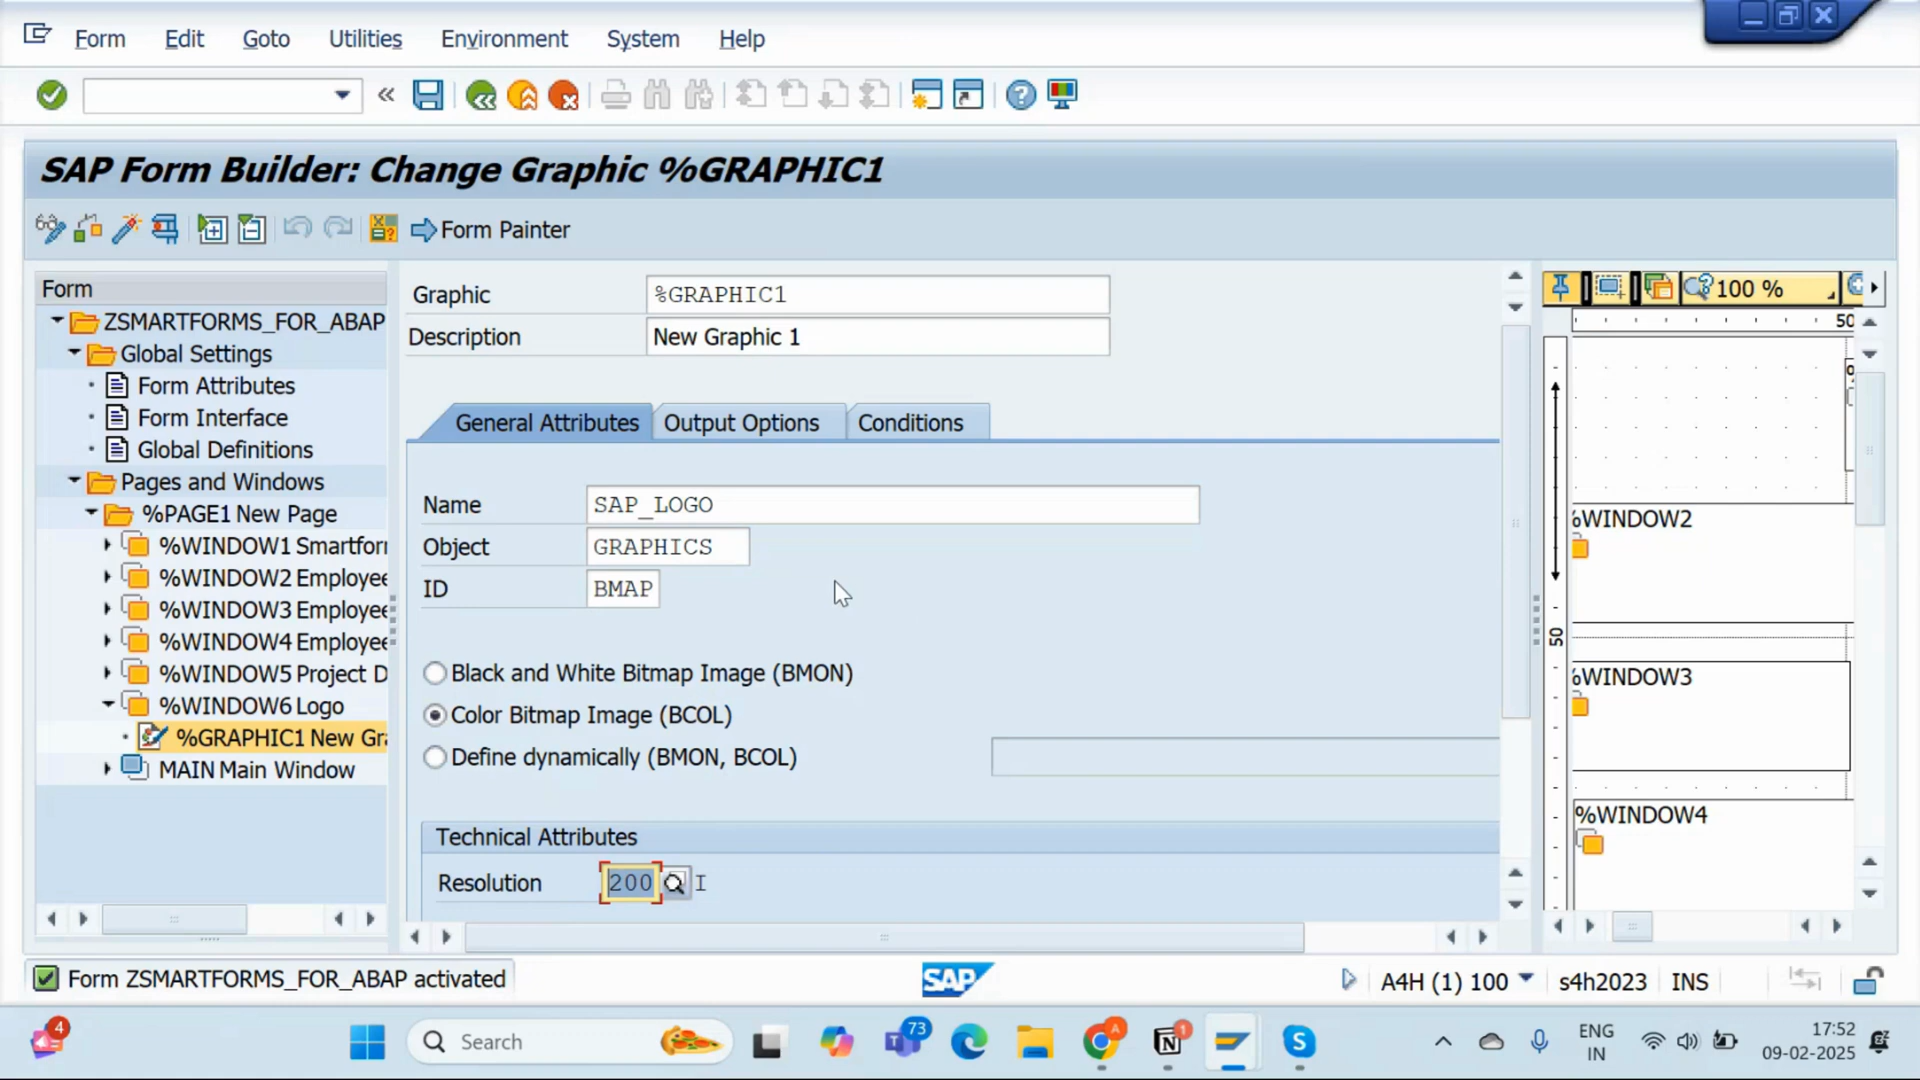 Form Edit Goto Utilities Environment System Help
SAP Form Builder: Change Graphic %GRAPHIC1
Form Painter
Form
ZSMARTFORMS_FOR_ABAP
Global Settings
Form Attributes
Form Interface
Global Definitions
Pages and Windows
%PAGE1 New Page
%WINDOW1 Smartfor
%WINDOW2 Employee
%WINDOW3 Employee
%WINDOW4 Employee
%WINDOW5 Project D
%WINDOW6 Logo
%GRAPHIC1 New Gr
MAIN Main Window
Graphic %GRAPHIC1
Description New Graphic 1
General Attributes Output Options Conditions
Name SAP_LOGO
Object GRAPHICS
ID BMAP
Black and White Bitmap Image (BMON)
Color Bitmap Image (BCOL)
Define dynamically (BMON, BCOL)
Technical Attributes
Resolution 200
100 %
50
%WINDOW2
50
%WINDOW3
%WINDOW4
Form ZSMARTFORMS_FOR_ABAP activated
SAP
A4H (1) 100 s4h2023 INS
4
Search
73
A
N 1
S
ENG
IN
17:52
09-02-2025